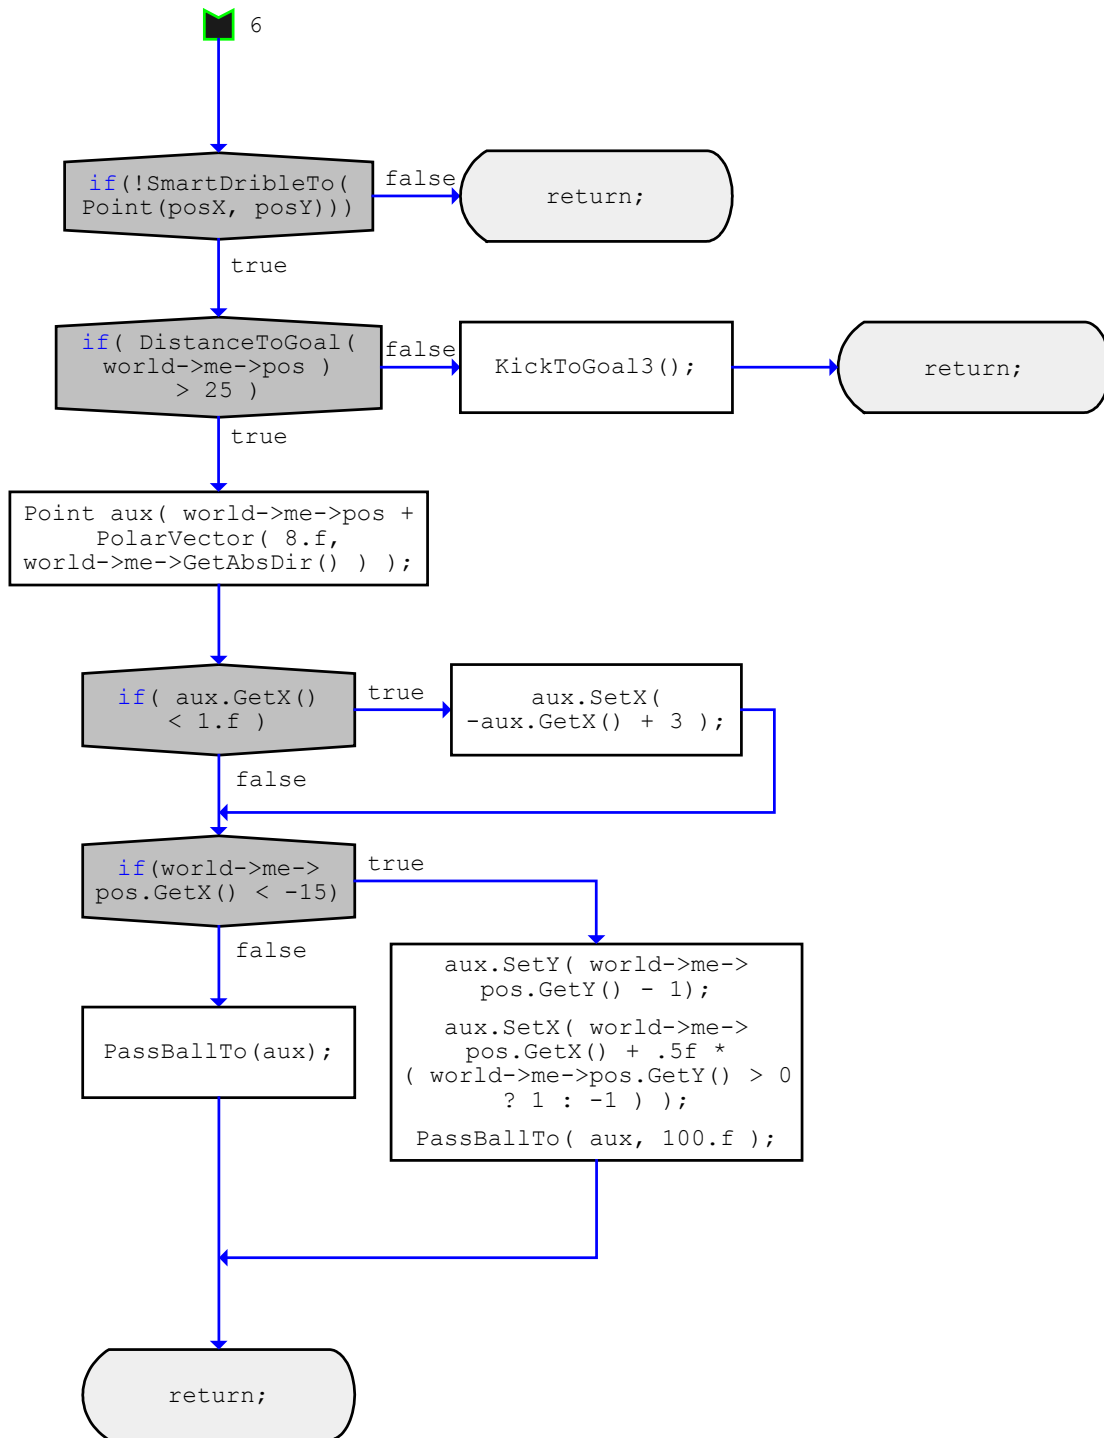 6
if(!SmartDribleTo(
Point(posX, posY)))
false
return;
true
if( DistanceToGoal(
world->me->pos )
> 25 )
false
KickToGoal3();
return;
true
Point aux( world->me->pos +
PolarVector( 8.f,
world->me->GetAbsDir() ) );
if( aux.GetX()
< 1.f )
true
aux.SetX(
-aux.GetX() + 3 );
false
if(world->me->
pos.GetX() < -15)
true
false
aux.SetY( world->me->
pos.GetY() - 1);
aux.SetX( world->me->
pos.GetX() + .5f *
( world->me->pos.GetY() > 0
? 1 : -1 ) );
PassBallTo( aux, 100.f );
PassBallTo(aux);
return;